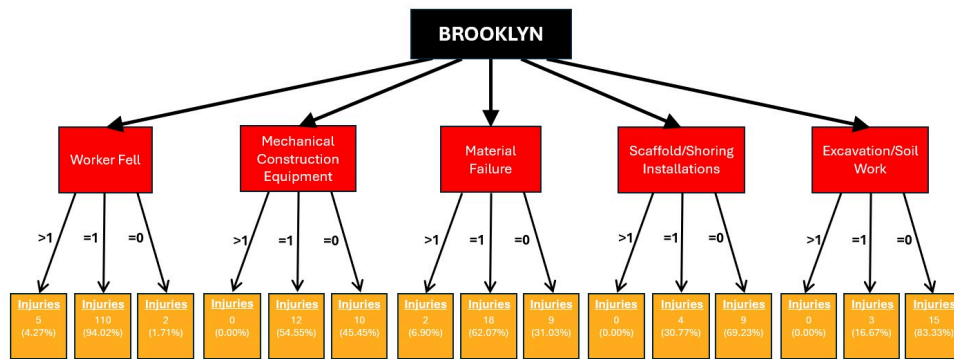 BROOKLYN
Worker Fell
Mechanical
Construction
Equipment
Material
Failure
Scaffold/Shoring
Installations
Excavation/Soil
Work
>1 =1 =0
>1 =1 =0
>1 =1 =0
>1 =1 =0
>1 =1 =0
Injuries
5
(4.27%)
Injuries
110
(94.02%)
Injuries
2
(1.71%)
Injuries
0
(0.00%)
Injuries
12
(54.55%)
Injuries
10
(45.45%)
Injuries
2
(6.90%)
Injuries
18
(62.07%)
Injuries
9
(31.03%)
Injuries
0
(0.00%)
Injuries
4
(30.77%)
Injuries
9
(69.23%)
Injuries
0
(0.00%)
Injuries
3
(16.67%)
Injuries
15
(83.33%)